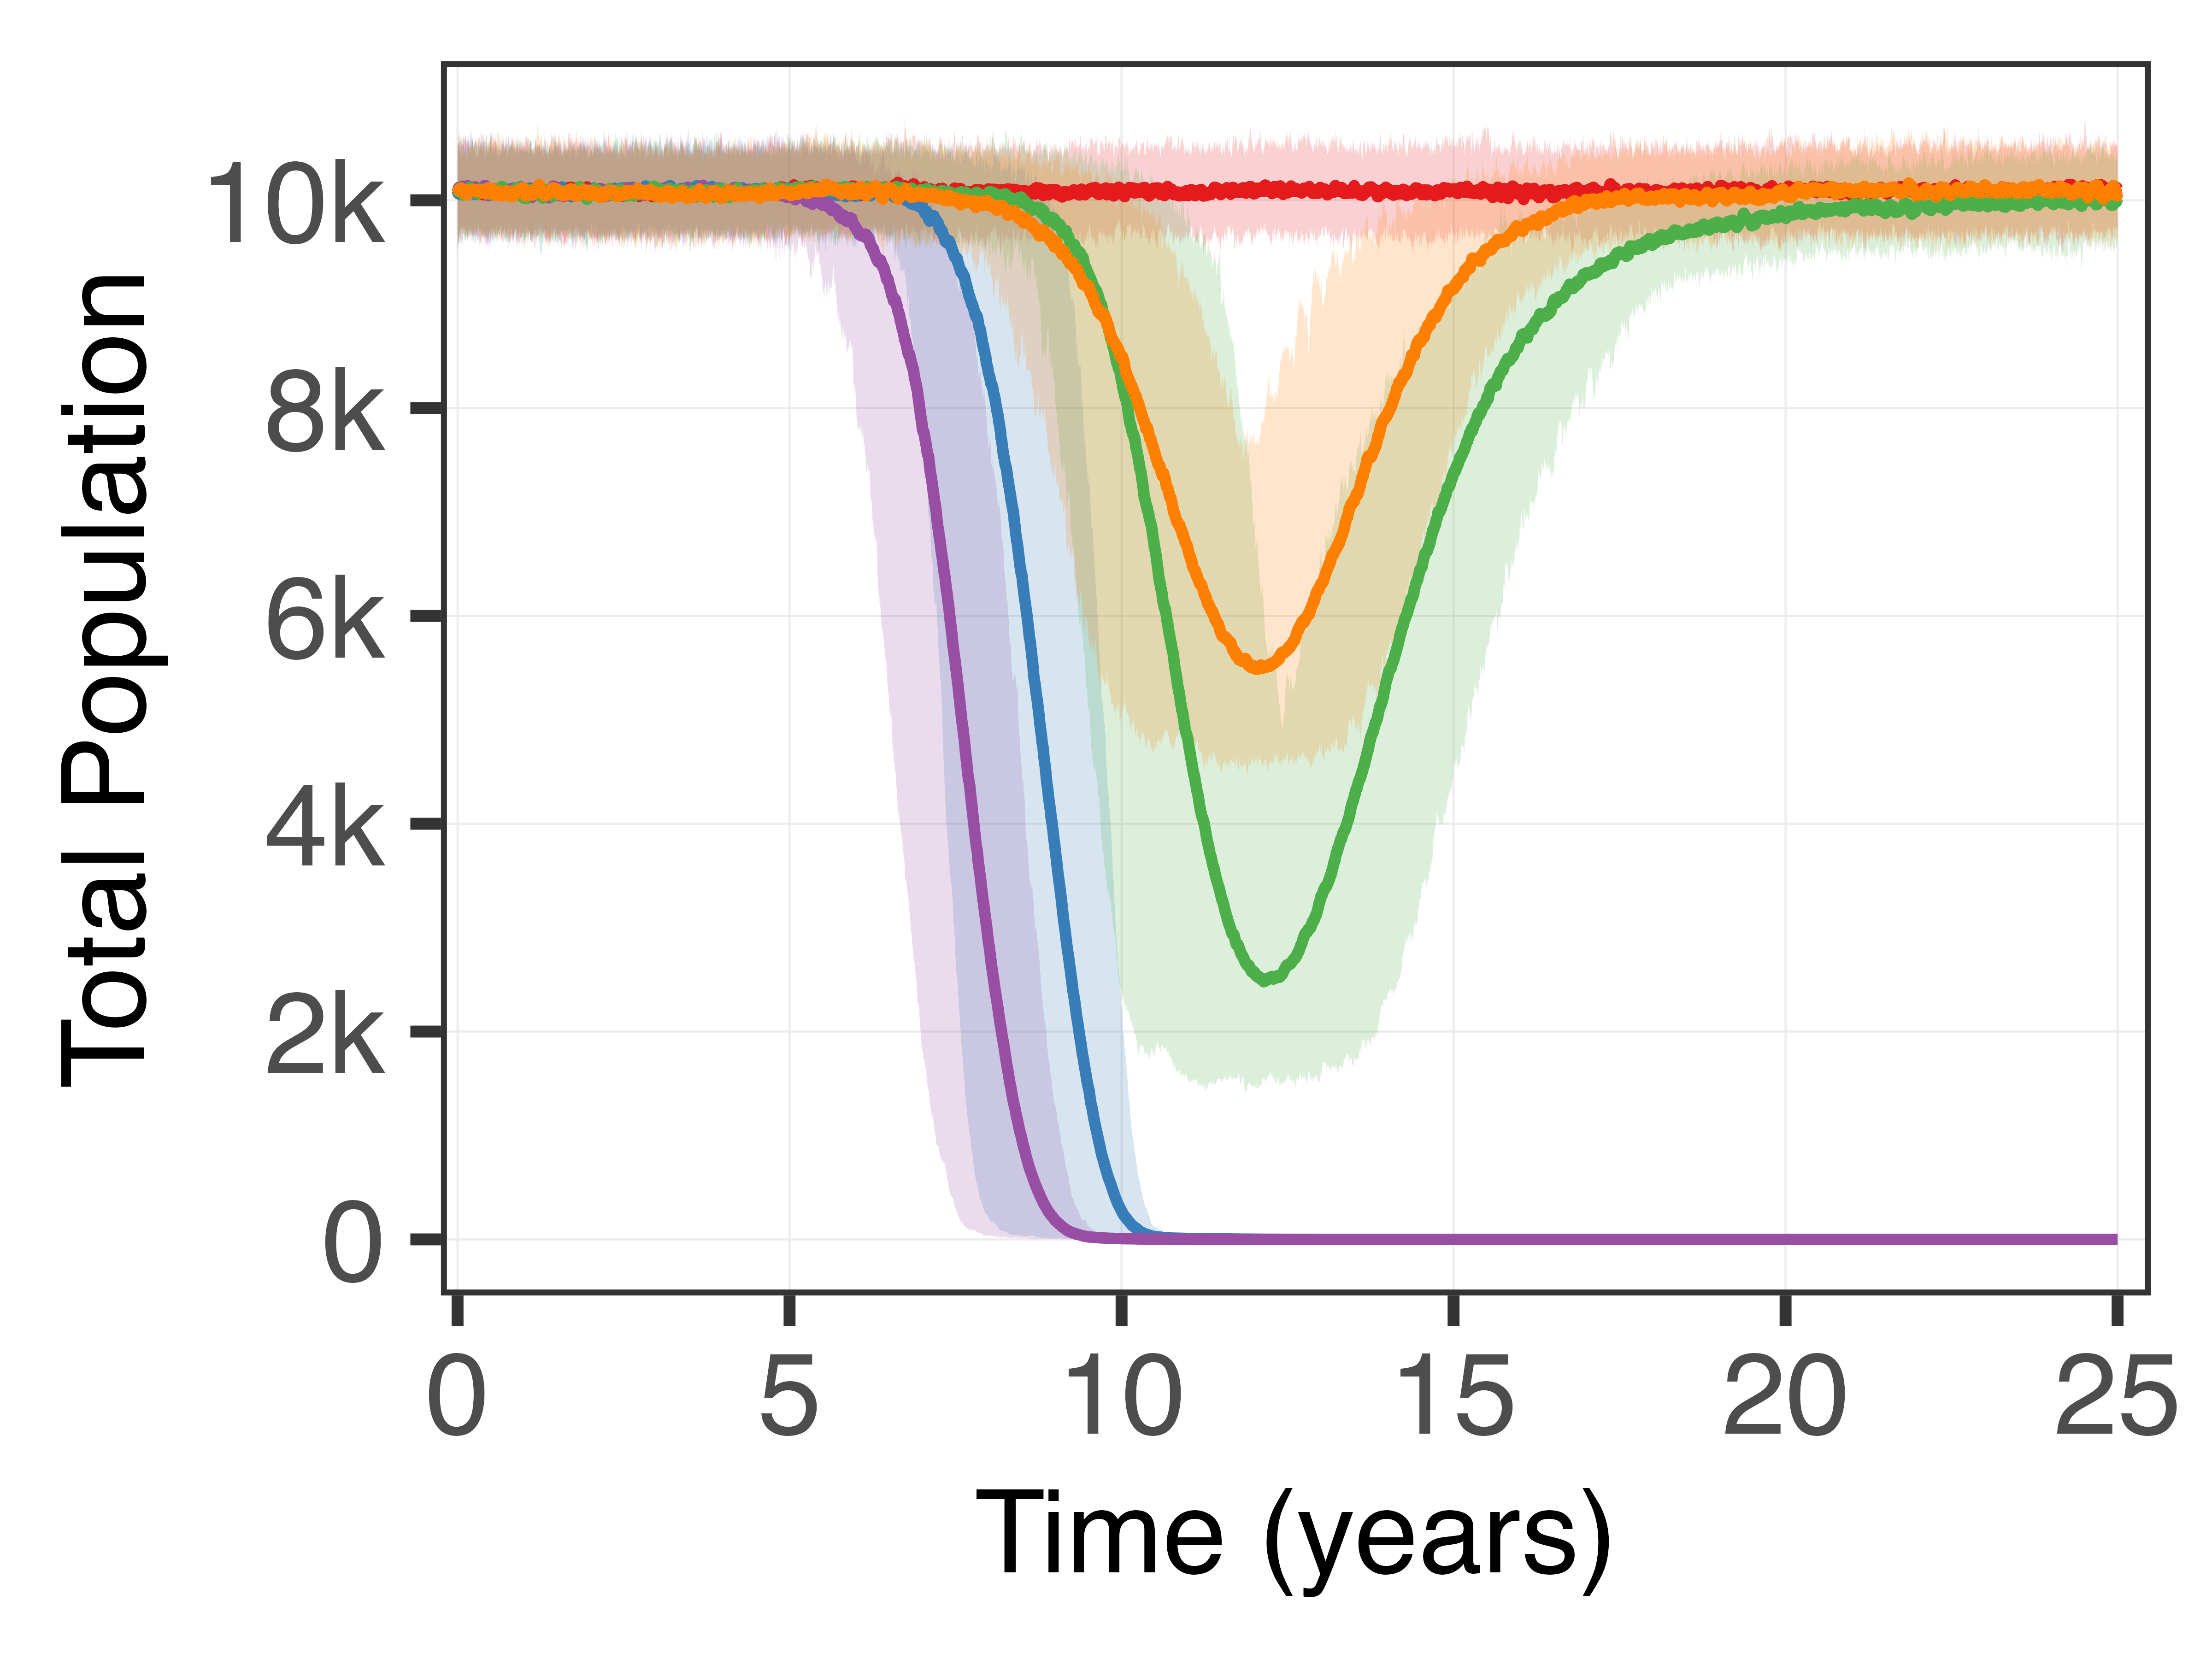 Total Population
10k
8k
6k
4k
2k
0
0 5 10 15 20 25
Time (years)